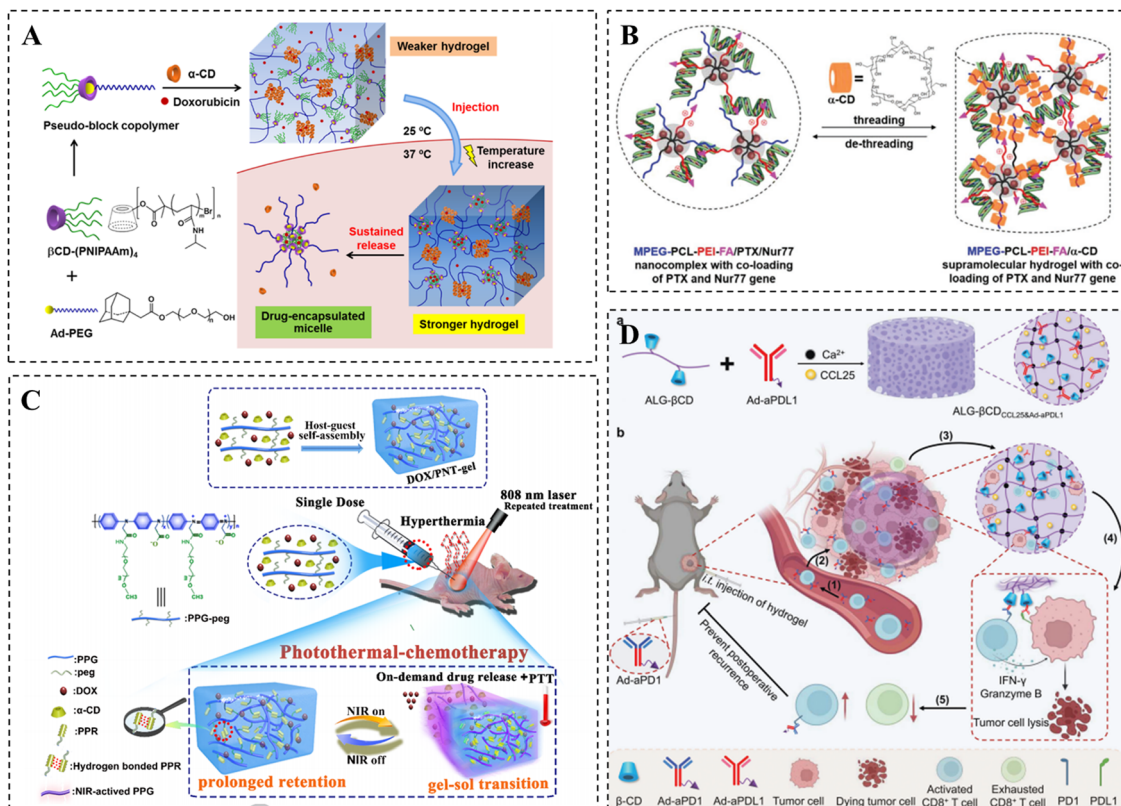 A
α-CD
Doxorubicin
Pseudo-block copolymer
Weaker hydrogel
Injection
25 °C
37 °C
Temperature
increase
βCD-(PNIPAAm)4
+
Ad-PEG
Sustained
release
Drug-encapsulated
micelle
Stronger hydrogel
B
α-CD
threading
de-threading
MPEG-PCL-PEI-FA/PTX/Nur77
nanocomplex with co-loading
of PTX and Nur77 gene
MPEG-PCL-PEI-FA/α-CD
supramolecular hydrogel with co-
loading of PTX and Nur77 gene
C
Host-guest
self-assembly
DOX/PNT-gel
Single Dose
Hyperthermia
808 nm laser
Repeated treatment
:PPG-peg
Photothermal-chemotherapy
:PPG
:peg
:DOX
:α-CD
:PPR
:Hydrogen bonded PPR
:NIR-actived PPG
On-demand drug release +PTT
NIR on
NIR off
prolonged retention
gel-sol transition
D
a
ALG-βCD
+
Ad-aPDL1
Ca2+
CCL25
ALG-βCDCCL25&Ad-aPDL1
b
(1)
(2)
(3)
(4)
(5)
i.t. injection of hydrogel
Ad-aPD1
Prevent postoperative
recurrence
IFN-γ
Granzyme B
Tumor cell lysis
β-CD
Ad-aPD1
Ad-aPDL1
Tumor cell
Dying tumor cell
Activated
CD8+ T cell
Exhausted
CD8+ T cell
PD1
PDL1